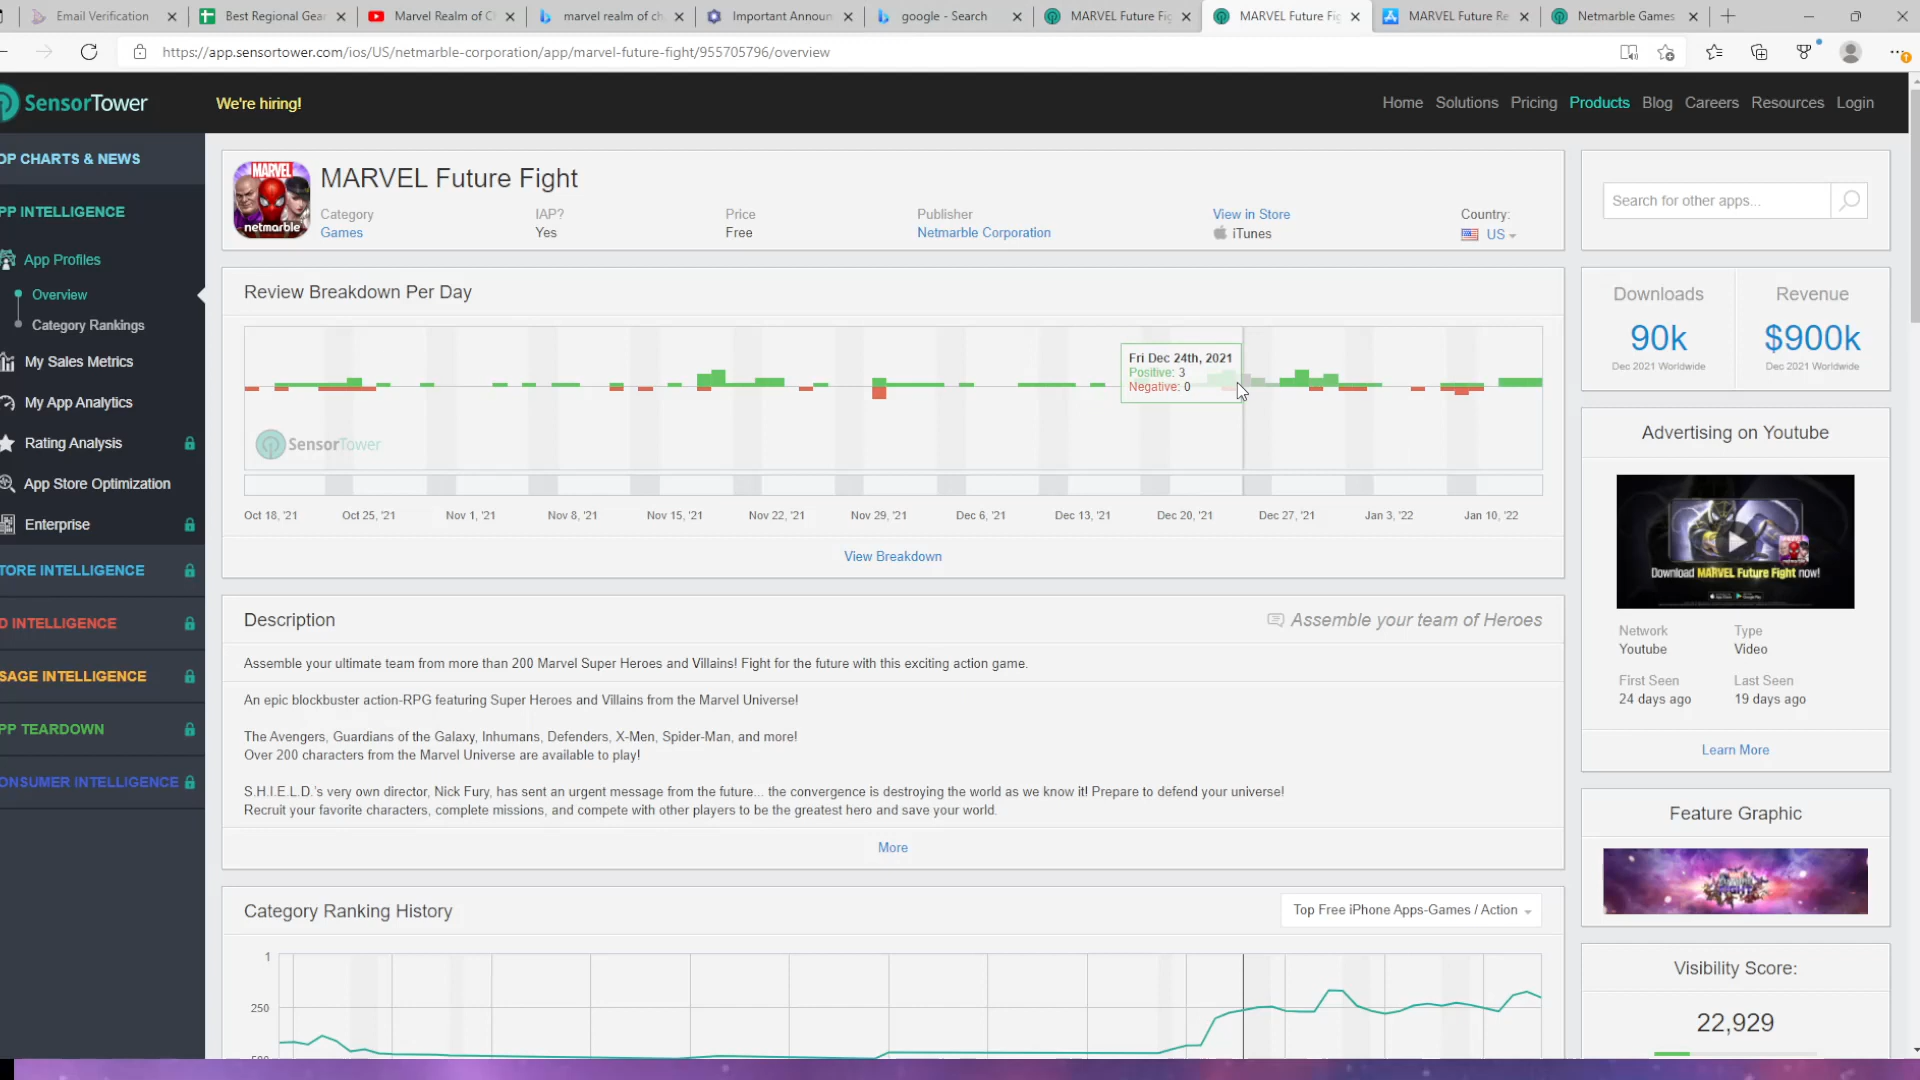 Email Verification
Best Regional Gear
Marvel Realm of C
marvel realm of ch
Important Announ
google - Search
MARVEL Future Fig
MARVEL Future Fig
MARVEL Future Re
Netmarble Games
https://app.sensortower.com/ios/US/netmarble-corporation/app/marvel-future-fight/955705796/overview
SensorTower
We're hiring!
Home Solutions Pricing Products Blog Careers Resources Login
OP CHARTS & NEWS
PP INTELLIGENCE
App Profiles
Overview
Category Rankings
My Sales Metrics
My App Analytics
Rating Analysis
App Store Optimization
Enterprise
TORE INTELLIGENCE
D INTELLIGENCE
SAGE INTELLIGENCE
PP TEARDOWN
ONSUMER INTELLIGENCE
MARVEL
netmarble
MARVEL Future Fight
Category
Games
IAP?
Yes
Price
Free
Publisher
Netmarble Corporation
View in Store
iTunes
Country:
US
Review Breakdown Per Day
Fri Dec 24th, 2021
Positive: 3
Negative: 0
SensorTower
Oct 18, '21 Oct 25, '21 Nov 1, '21 Nov 8, '21 Nov 15, '21 Nov 22, '21 Nov 29, '21 Dec 6, '21 Dec 13, '21 Dec 20, '21 Dec 27, '21 Jan 3, '22 Jan 10, '22
View Breakdown
Description
Assemble your team of Heroes
Assemble your ultimate team from more than 200 Marvel Super Heroes and Villains! Fight for the future with this exciting action game.
An epic blockbuster action-RPG featuring Super Heroes and Villains from the Marvel Universe!
The Avengers, Guardians of the Galaxy, Inhumans, Defenders, X-Men, Spider-Man, and more!
Over 200 characters from the Marvel Universe are available to play!
S.H.I.E.L.D.'s very own director, Nick Fury, has sent an urgent message from the future... the convergence is destroying the world as we know it! Prepare to defend your universe!
Recruit your favorite characters, complete missions, and compete with other players to be the greatest hero and save your world.
More
Category Ranking History
Top Free iPhone Apps-Games / Action
1
250
Search for other apps...
Downloads
90k
Dec 2021 Worldwide
Revenue
$900k
Dec 2021 Worldwide
Advertising on Youtube
Download MARVEL Future Fight now!
Network
Youtube
Type
Video
First Seen
24 days ago
Last Seen
19 days ago
Learn More
Feature Graphic
Visibility Score:
22,929